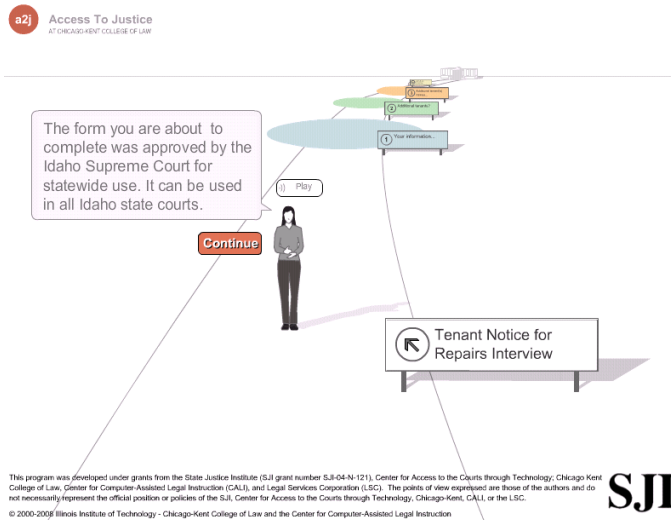 a2j Access To Justice
AT CHICAGO-KENT COLLEGE OF LAW
2 Additional tenants?
1 Your information...
The form you are about to
complete was approved by the
Idaho Supreme Court for
statewide use. It can be used
in all Idaho state courts.
Play
Continue
Tenant Notice for
Repairs Interview
This program was developed under grants from the State Justice Institute (SJI grant number SJI-04-N-121), Center for Access to the Courts through Technology; Chicago Kent
College of Law, Center for Computer-Assisted Legal Instruction (CALI), and Legal Services Corporation (LSC). The points of view expressed are those of the authors and do
not necessarily represent the official position or policies of the SJI, Center for Access to the Courts through Technology, Chicago-Kent, CALI, or the LSC.
SJI
© 2000-2008 Illinois Institute of Technology - Chicago-Kent College of Law and the Center for Computer-Assisted Legal Instruction